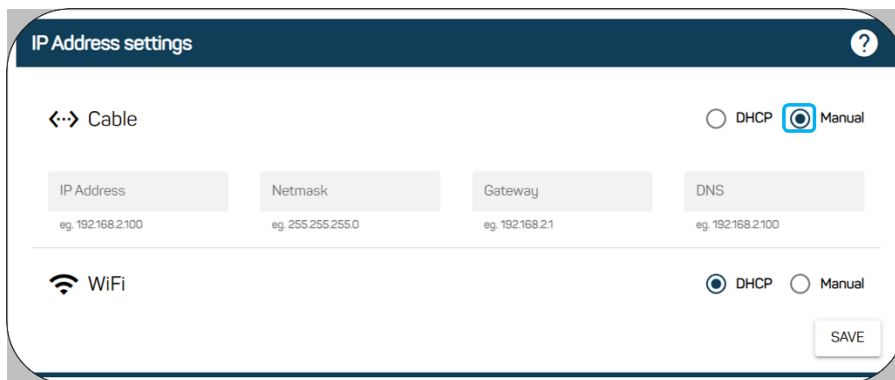 IP Address settings ?
Cable DHCP Manual
IP Address Netmask Gateway DNS
eg. 192.168.2.100 eg. 255.255.255.0 eg. 192.168.2.1 eg. 192.168.2.100
WiFi DHCP Manual
SAVE